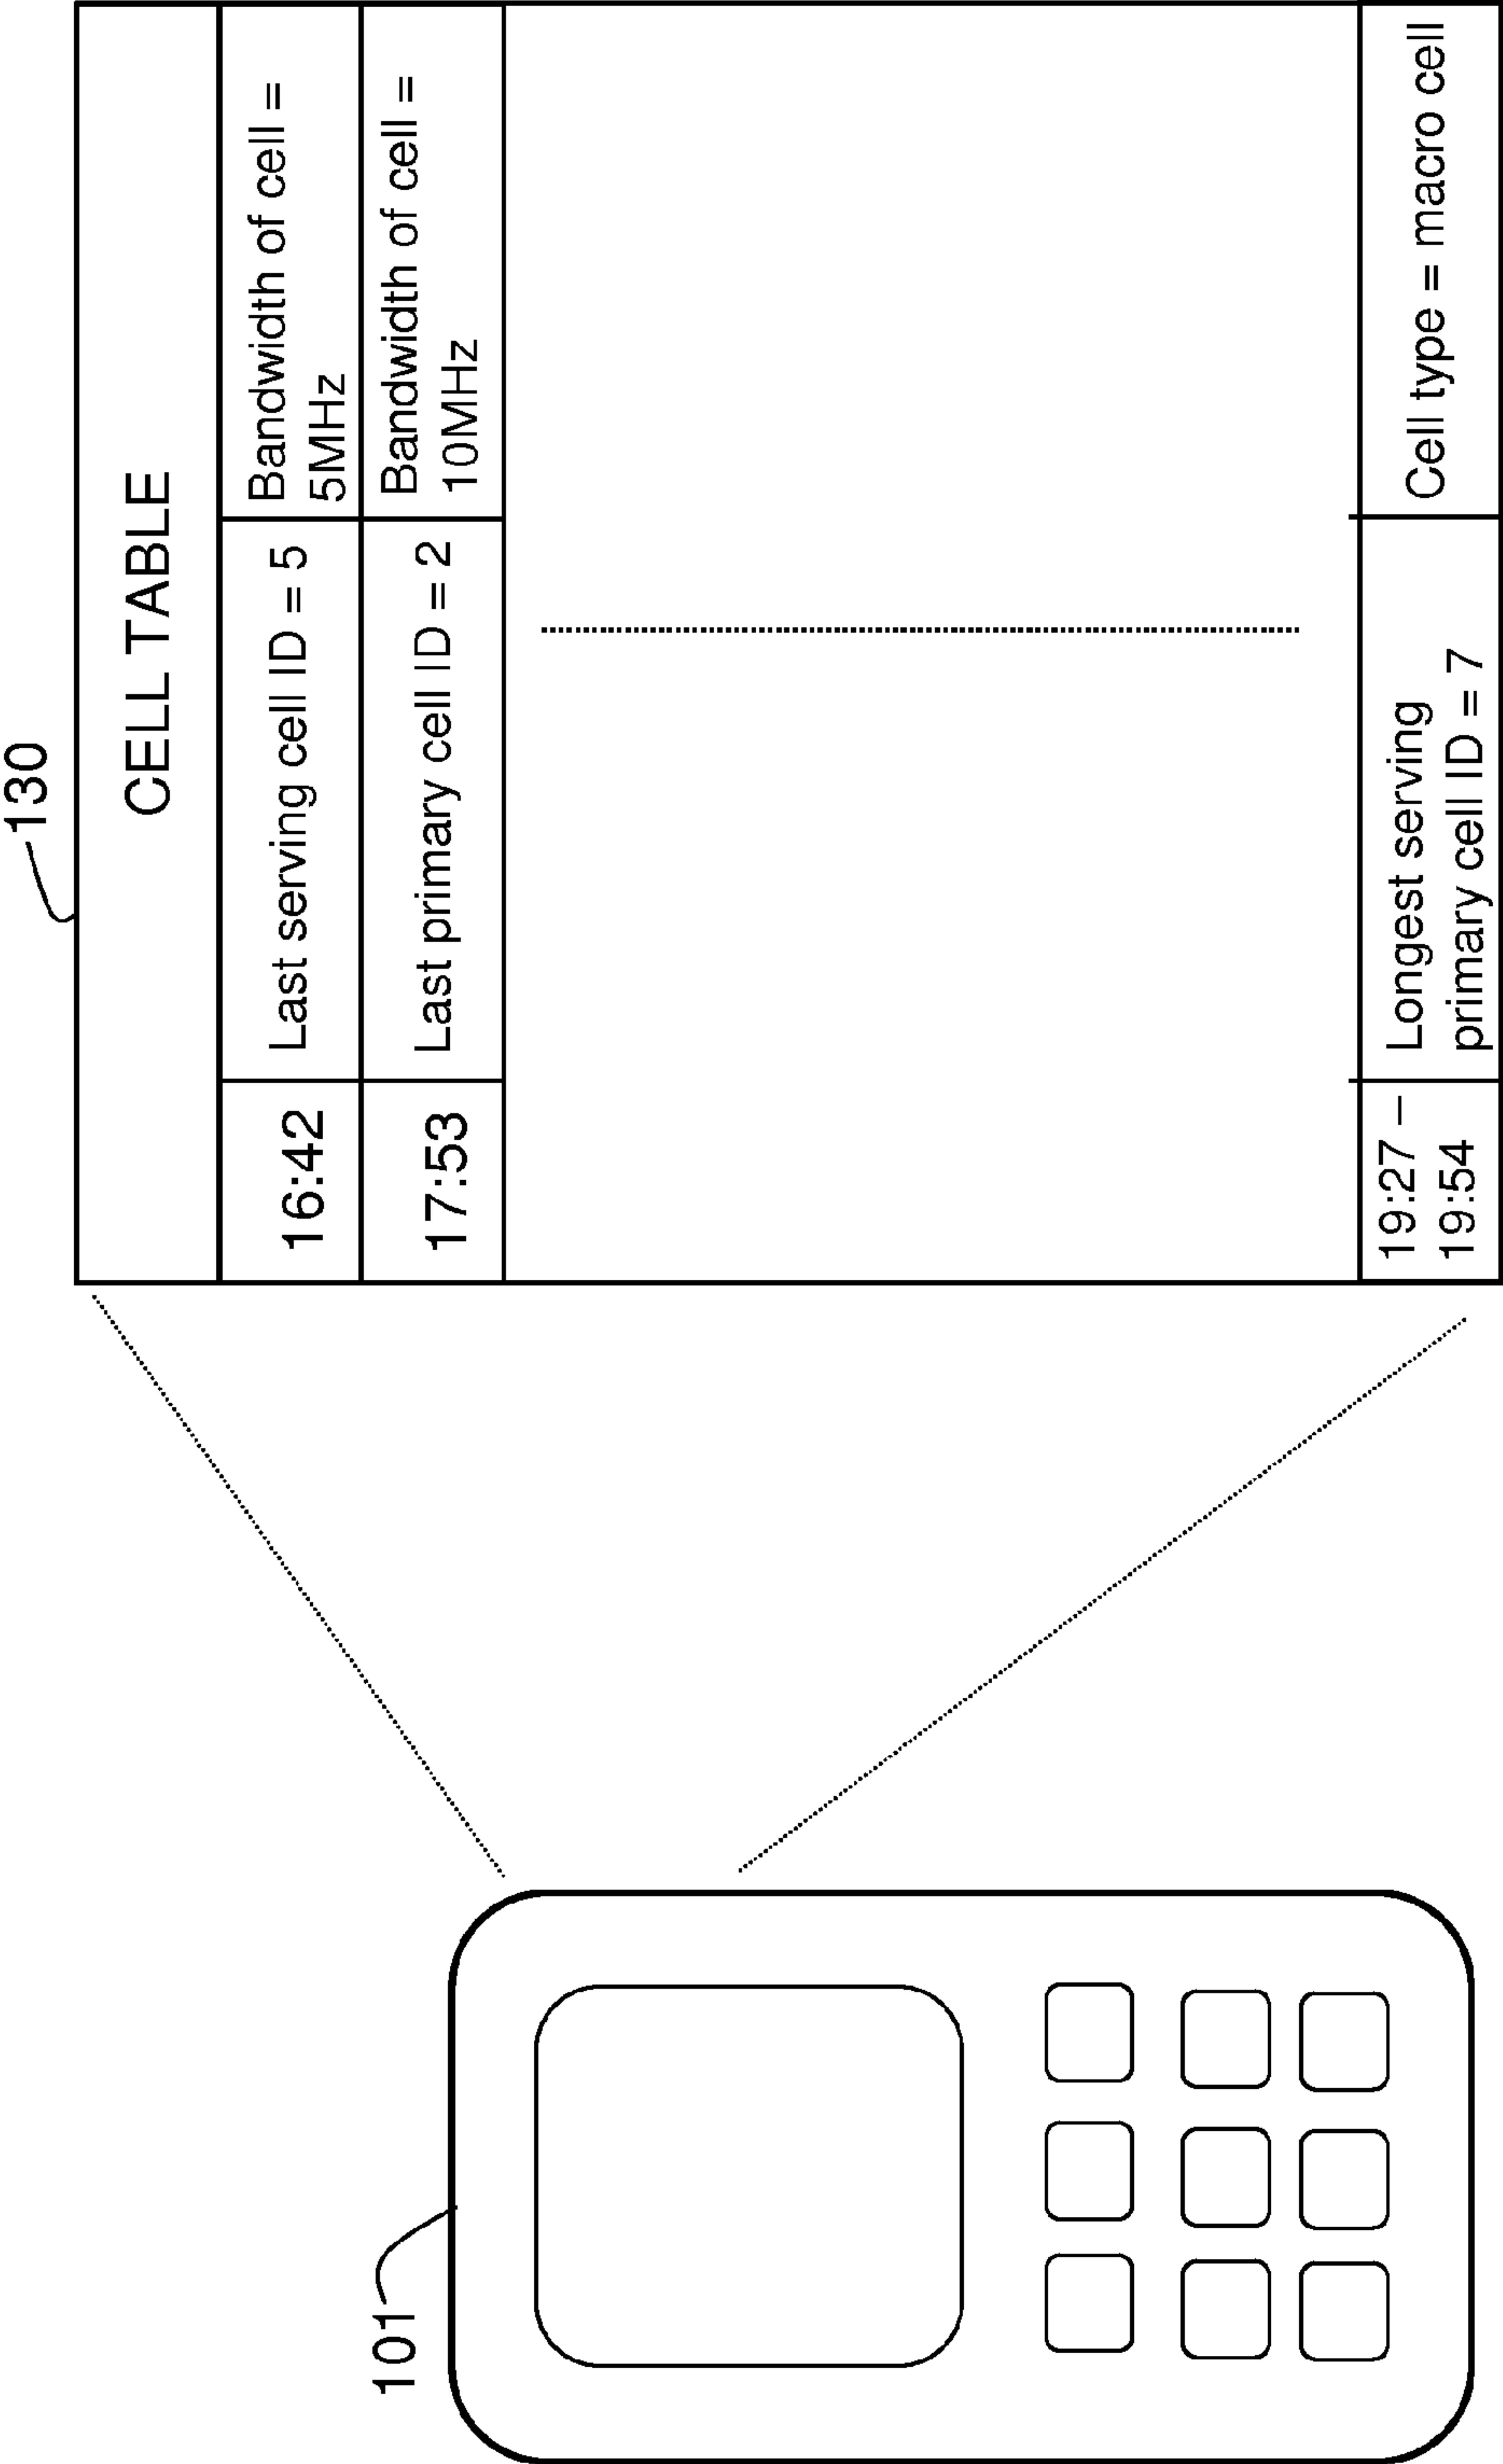 130
CELL TABLE
16:42
Last serving cell ID = 5
Bandwidth of cell =
5MHz
17:53
Last primary cell ID = 2
Bandwidth of cell =
10MHz
19:27 –
19:54
Longest serving
primary cell ID = 7
Cell type = macro cell
101